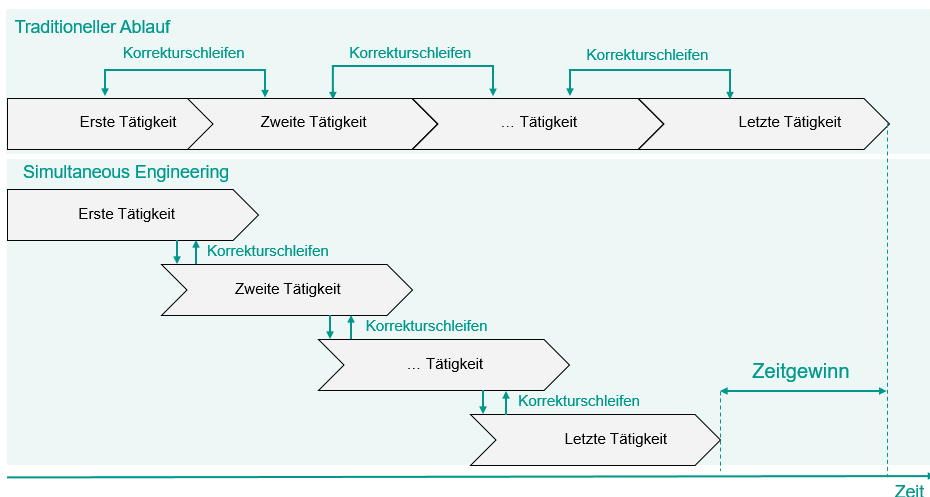 Traditioneller Ablauf
Korrekturschleifen
Korrekturschleifen
Korrekturschleifen
Erste Tätigkeit
Zweite Tätigkeit
... Tätigkeit
Letzte Tätigkeit
Simultaneous Engineering
Erste Tätigkeit
Korrekturschleifen
Zweite Tätigkeit
Korrekturschleifen
... Tätigkeit
Zeitgewinn
Korrekturschleifen
Letzte Tätigkeit
Zeit